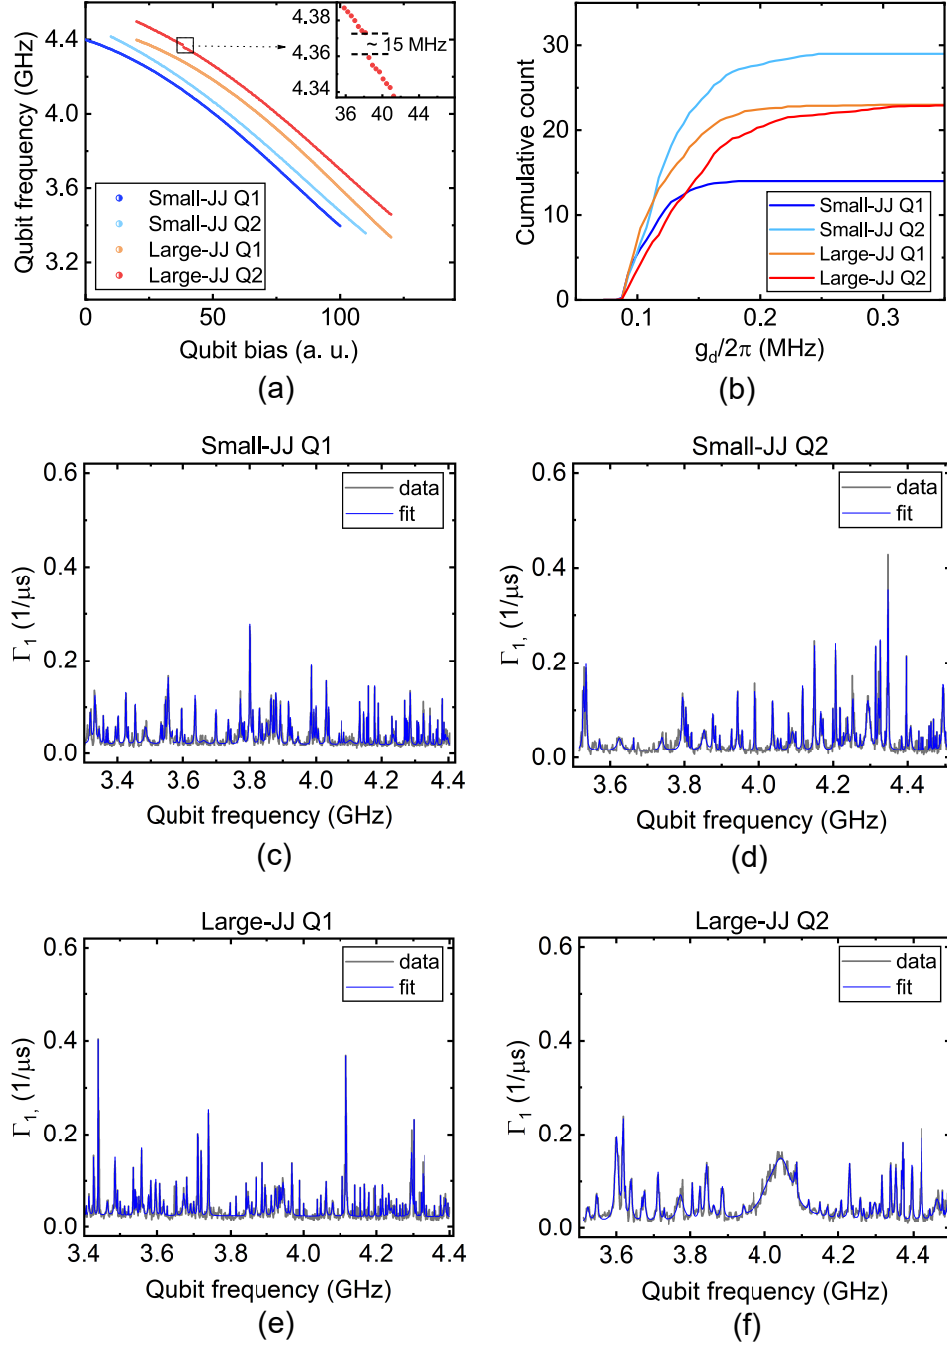 4.4
4.0
3.6
3.2
Qubit frequency (GHz)
0
50
100
Qubit bias (a. u.)
Small-JJ Q1
Small-JJ Q2
Large-JJ Q1
Large-JJ Q2
4.38
4.36
4.34
36
40
44
~ 15 MHz
(a)
30
20
10
0
Cumulative count
0.1
0.2
0.3
g_d/2π (MHz)
Small-JJ Q1
Small-JJ Q2
Large-JJ Q1
Large-JJ Q2
(b)
Small-JJ Q1
0.6
0.4
0.2
0.0
Γ₁ (1/μs)
data
fit
3.4
3.6
3.8
4.0
4.2
4.4
Qubit frequency (GHz)
(c)
Small-JJ Q2
0.6
0.4
0.2
0.0
Γ₁, (1/μs)
data
fit
3.6
3.8
4.0
4.2
4.4
Qubit frequency (GHz)
(d)
Large-JJ Q1
0.6
0.4
0.2
0.0
Γ₁, (1/μs)
data
fit
3.4
3.6
3.8
4.0
4.2
4.4
Qubit frequency (GHz)
(e)
Large-JJ Q2
0.6
0.4
0.2
0.0
Γ₁ (1/μs)
data
fit
3.6
3.8
4.0
4.2
4.4
Qubit frequency (GHz)
(f)